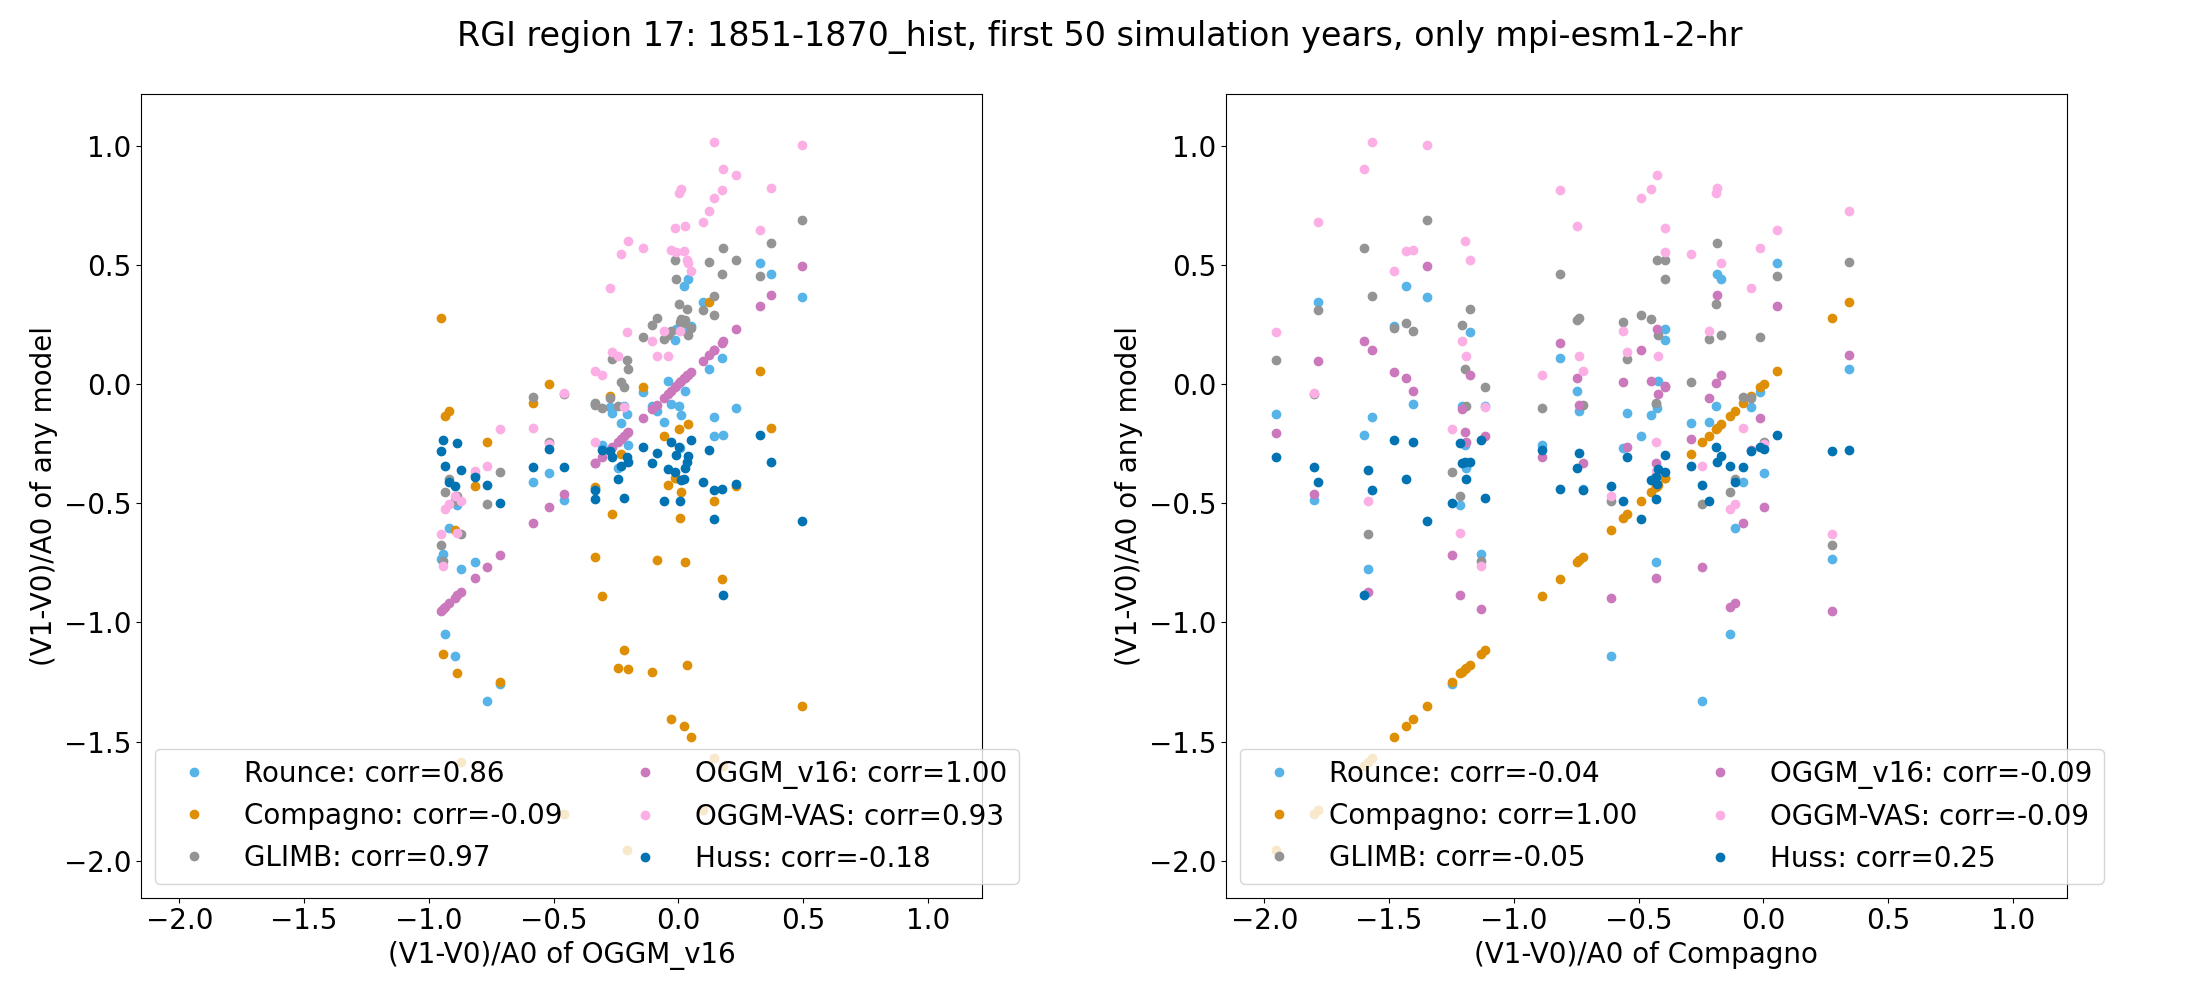 RGI region 17: 1851-1870_hist, first 50 simulation years, only mpi-esm1-2-hr
(V1-V0)/A0 of any model
1.0
0.5
0.0
−0.5
−1.0
−1.5
−2.0
Rounce: corr=0.86
Compagno: corr=-0.09
GLIMB: corr=0.97
OGGM_v16: corr=1.00
OGGM-VAS: corr=0.93
Huss: corr=-0.18
−2.0 −1.5 −1.0 −0.5 0.0 0.5 1.0
(V1-V0)/A0 of OGGM_v16
(V1-V0)/A0 of any model
1.0
0.5
0.0
−0.5
−1.0
−1.5
−2.0
Rounce: corr=-0.04
Compagno: corr=1.00
GLIMB: corr=-0.05
OGGM_v16: corr=-0.09
OGGM-VAS: corr=-0.09
Huss: corr=0.25
−2.0 −1.5 −1.0 −0.5 0.0 0.5 1.0
(V1-V0)/A0 of Compagno